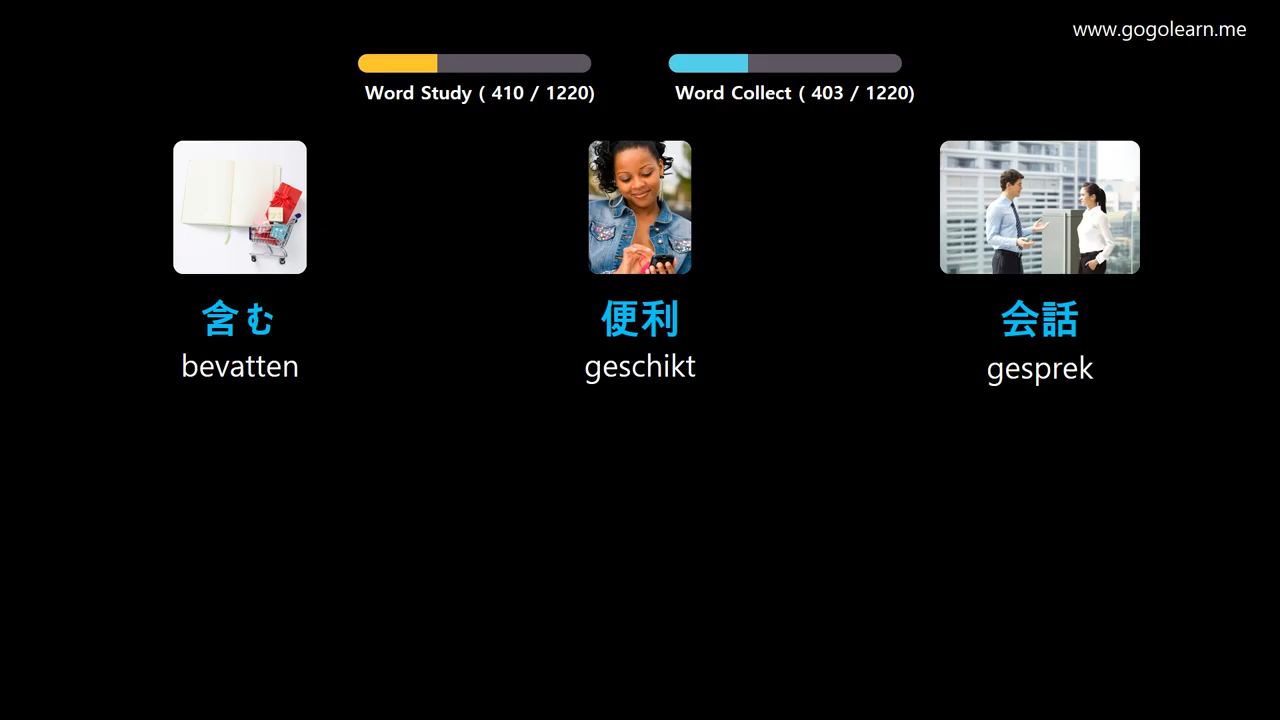 www.gogolearn.me
Word Study ( 410 / 1220)
Word Collect ( 403 / 1220)
含む
便利
会話
bevatten
geschikt
gesprek